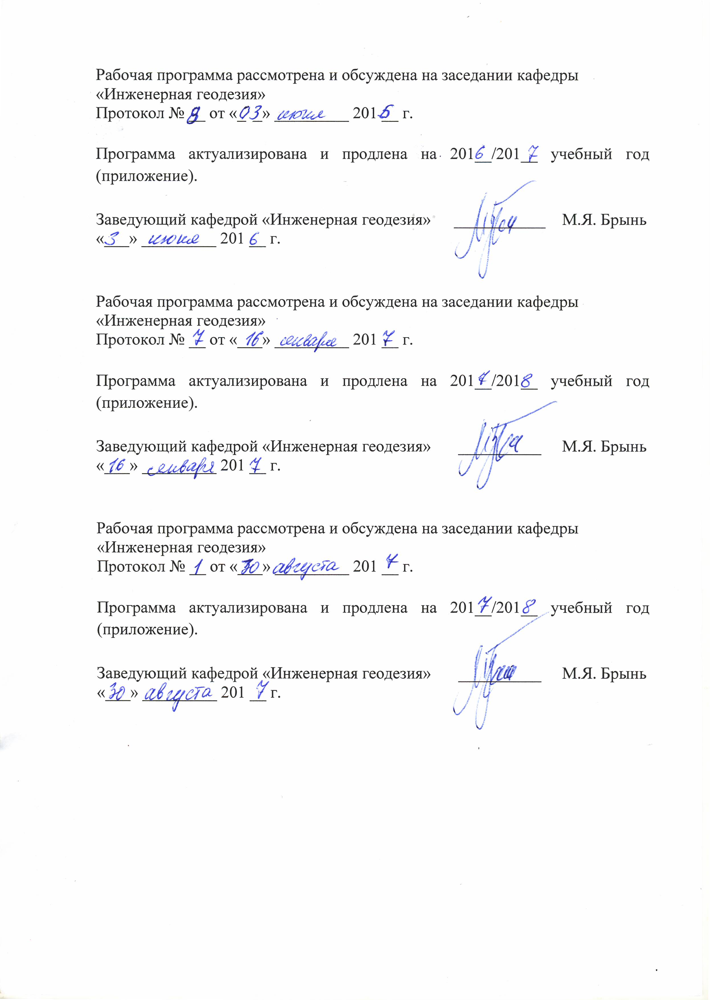 Рабочая программа рассмотрена и обсуждена на заседании кафедры
«Инженерная геодезия»
Протокол № от «03» июня 2016 г.
Программа актуализирована и продлена на 2016/2017 учебный год
(приложение).
Заведующий кафедрой «Инженерная геодезия» М.Я. Брынь
«3» июня 2016 г.
Рабочая программа рассмотрена и обсуждена на заседании кафедры
«Инженерная геодезия»
Протокол № 7 от «16» января 2017 г.
Программа актуализирована и продлена на 2017/2018 учебный год
(приложение).
Заведующий кафедрой «Инженерная геодезия» М.Я. Брынь
«16» января 2017 г.
Рабочая программа рассмотрена и обсуждена на заседании кафедры
«Инженерная геодезия»
Протокол № 1 от «30» августа 2017 г.
Программа актуализирована и продлена на 2017/2018 учебный год
(приложение).
Заведующий кафедрой «Инженерная геодезия» М.Я. Брынь
«30» августа 2017 г.